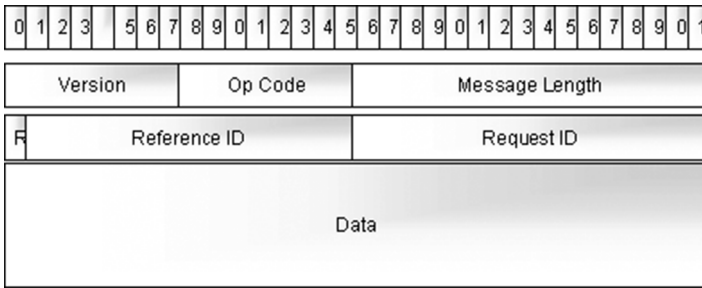 0 1 2 3 5 6 7 8 9 0 1 2 3 4 5 6 7 8 9 0 1 2 3 4 5 6 7 8 9 0 1
Version Op Code Message Length
R Reference ID Request ID
Data